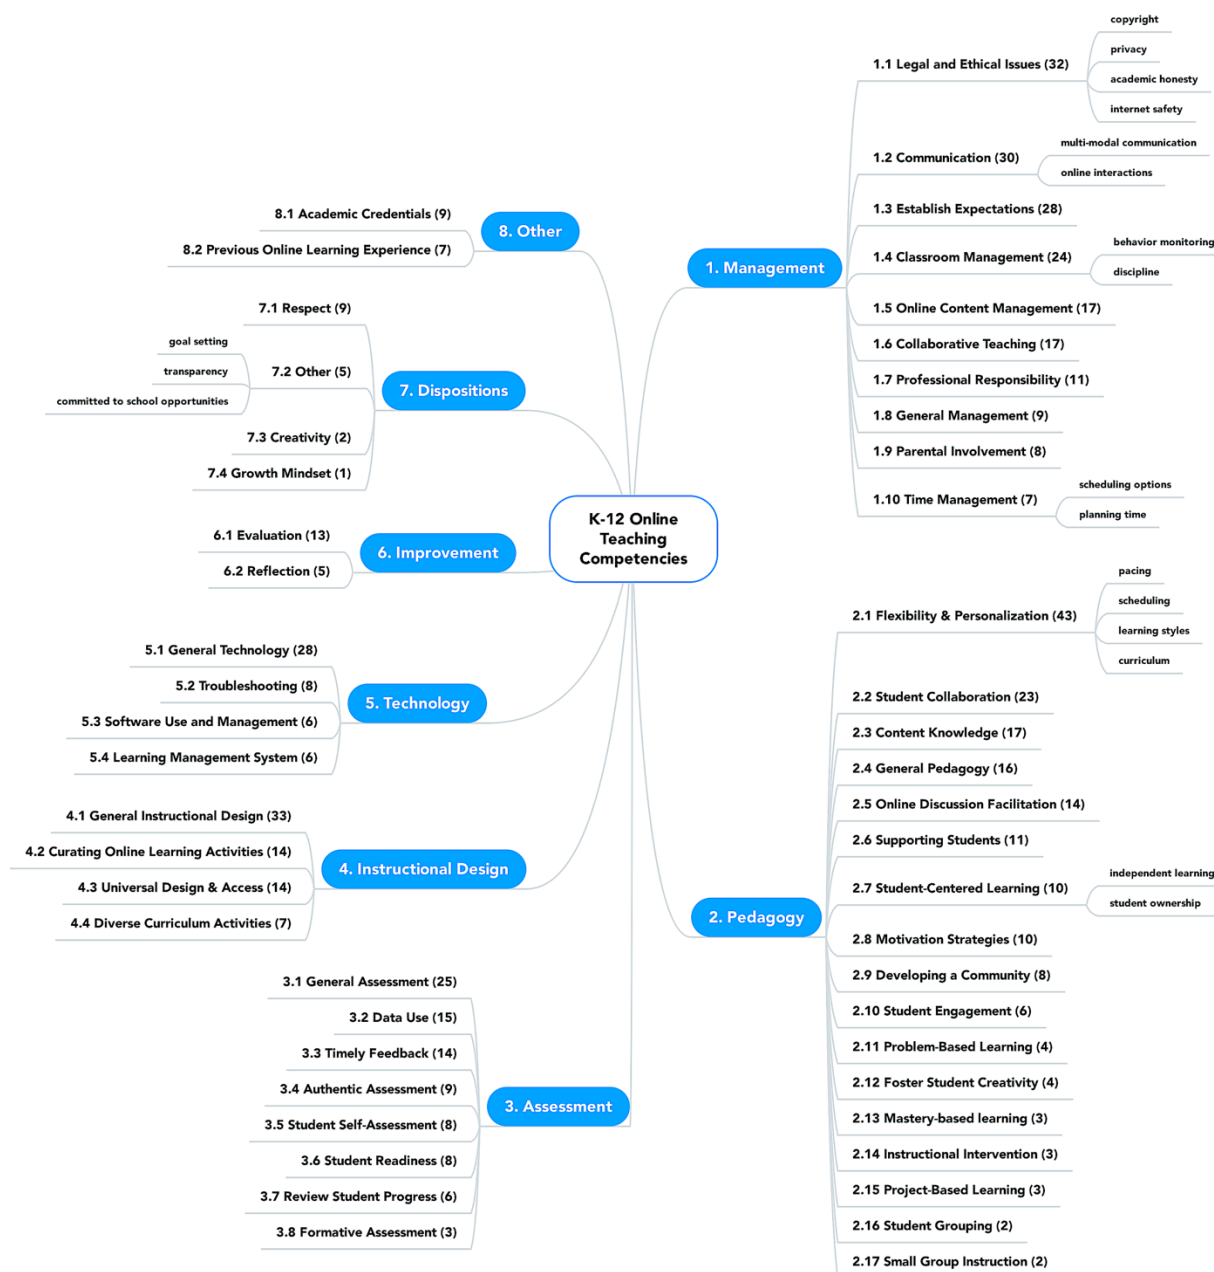 K-12 Online
Teaching
Competencies
1. Management
1.1 Legal and Ethical Issues (32)
copyright
privacy
academic honesty
internet safety
1.2 Communication (30)
multi-modal communication
online interactions
1.3 Establish Expectations (28)
1.4 Classroom Management (24)
behavior monitoring
discipline
1.5 Online Content Management (17)
1.6 Collaborative Teaching (17)
1.7 Professional Responsibility (11)
1.8 General Management (9)
1.9 Parental Involvement (8)
1.10 Time Management (7)
scheduling options
planning time
2. Pedagogy
2.1 Flexibility & Personalization (43)
pacing
scheduling
learning styles
curriculum
2.2 Student Collaboration (23)
2.3 Content Knowledge (17)
2.4 General Pedagogy (16)
2.5 Online Discussion Facilitation (14)
2.6 Supporting Students (11)
2.7 Student-Centered Learning (10)
independent learning
student ownership
2.8 Motivation Strategies (10)
2.9 Developing a Community (8)
2.10 Student Engagement (6)
2.11 Problem-Based Learning (4)
2.12 Foster Student Creativity (4)
2.13 Mastery-based learning (3)
2.14 Instructional Intervention (3)
2.15 Project-Based Learning (3)
2.16 Student Grouping (2)
2.17 Small Group Instruction (2)
3. Assessment
3.1 General Assessment (25)
3.2 Data Use (15)
3.3 Timely Feedback (14)
3.4 Authentic Assessment (9)
3.5 Student Self-Assessment (8)
3.6 Student Readiness (8)
3.7 Review Student Progress (6)
3.8 Formative Assessment (3)
4. Instructional Design
4.1 General Instructional Design (33)
4.2 Curating Online Learning Activities (14)
4.3 Universal Design & Access (14)
4.4 Diverse Curriculum Activities (7)
5. Technology
5.1 General Technology (28)
5.2 Troubleshooting (8)
5.3 Software Use and Management (6)
5.4 Learning Management System (6)
6. Improvement
6.1 Evaluation (13)
6.2 Reflection (5)
7. Dispositions
7.1 Respect (9)
7.2 Other (5)
goal setting
transparency
committed to school opportunities
7.3 Creativity (2)
7.4 Growth Mindset (1)
8. Other
8.1 Academic Credentials (9)
8.2 Previous Online Learning Experience (7)